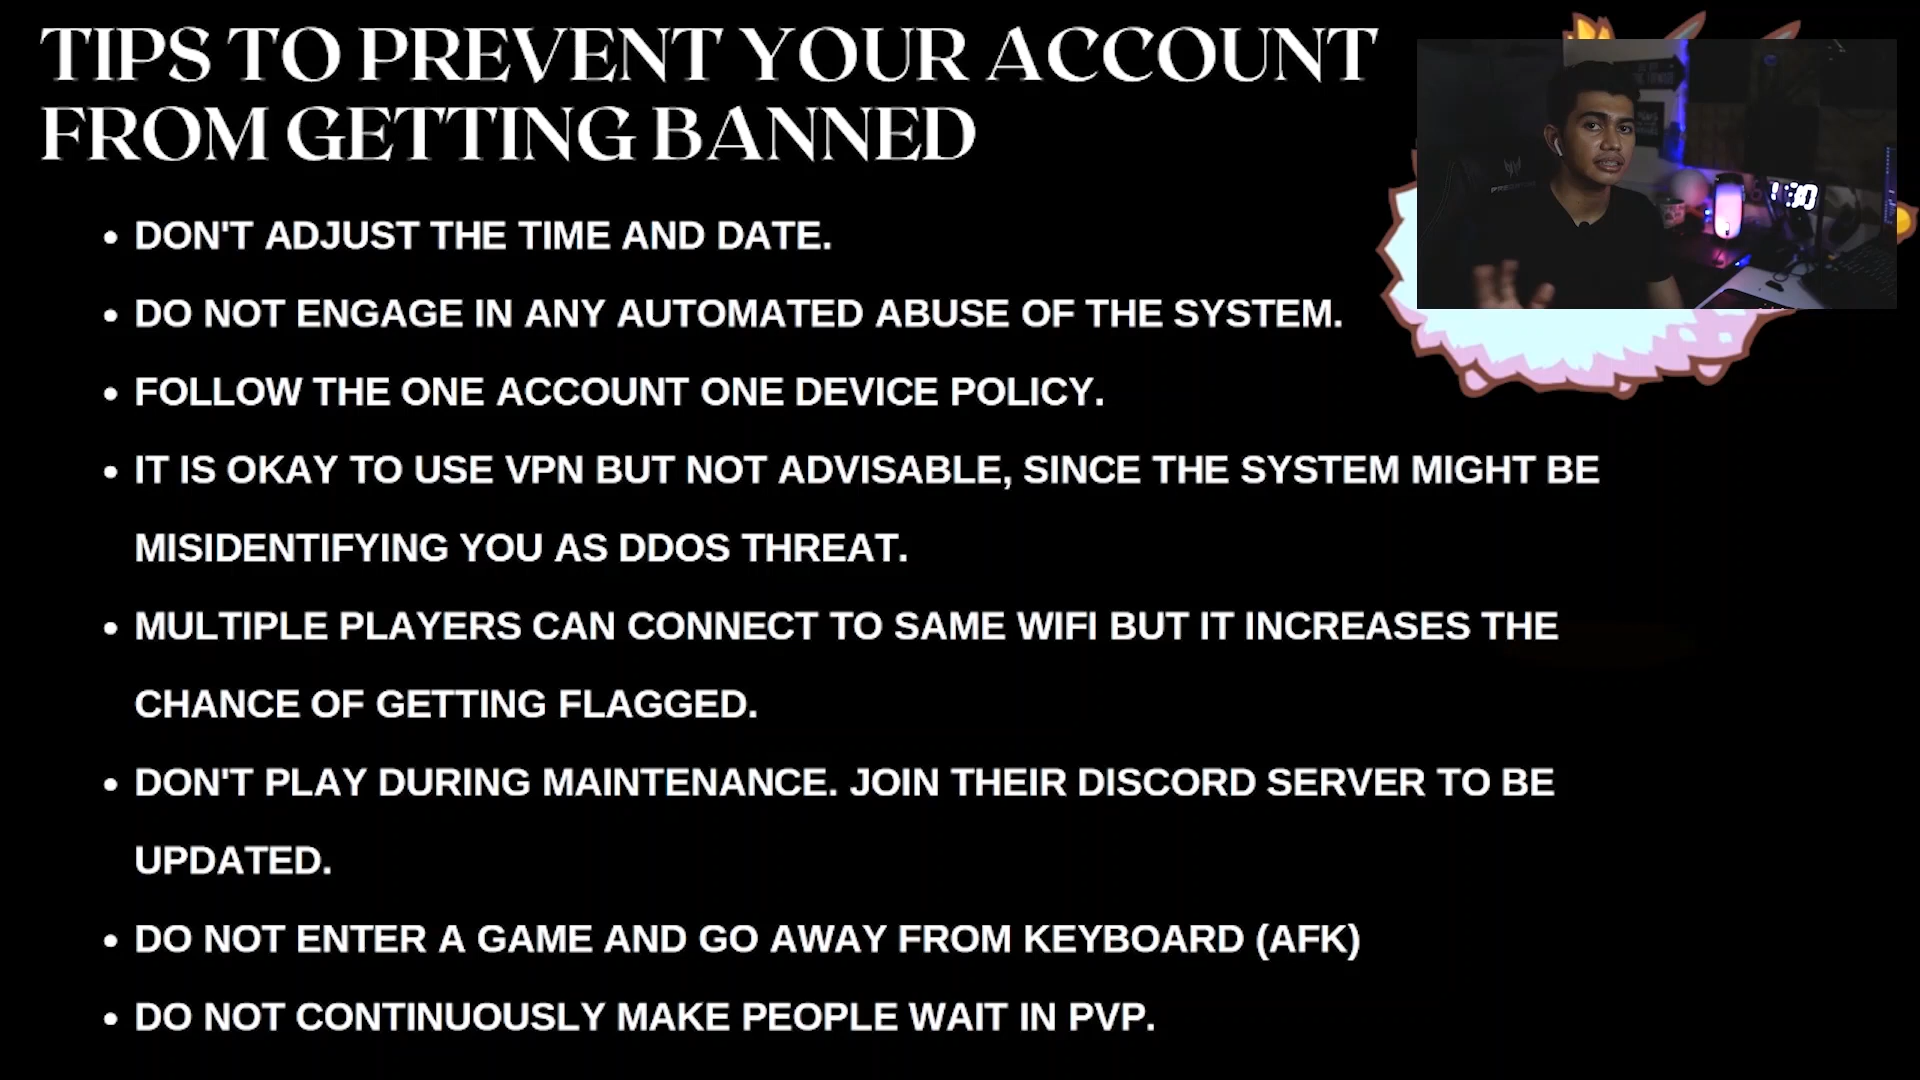 TIPS TO PREVENT YOUR ACCOUNT
FROM GETTING BANNED
• DON'T ADJUST THE TIME AND DATE.
• DO NOT ENGAGE IN ANY AUTOMATED ABUSE OF THE SYSTEM.
• FOLLOW THE ONE ACCOUNT ONE DEVICE POLICY.
• IT IS OKAY TO USE VPN BUT NOT ADVISABLE, SINCE THE SYSTEM MIGHT BE
MISIDENTIFYING YOU AS DDOS THREAT.
• MULTIPLE PLAYERS CAN CONNECT TO SAME WIFI BUT IT INCREASES THE
CHANCE OF GETTING FLAGGED.
• DON'T PLAY DURING MAINTENANCE. JOIN THEIR DISCORD SERVER TO BE
UPDATED.
• DO NOT ENTER A GAME AND GO AWAY FROM KEYBOARD (AFK)
• DO NOT CONTINUOUSLY MAKE PEOPLE WAIT IN PVP.